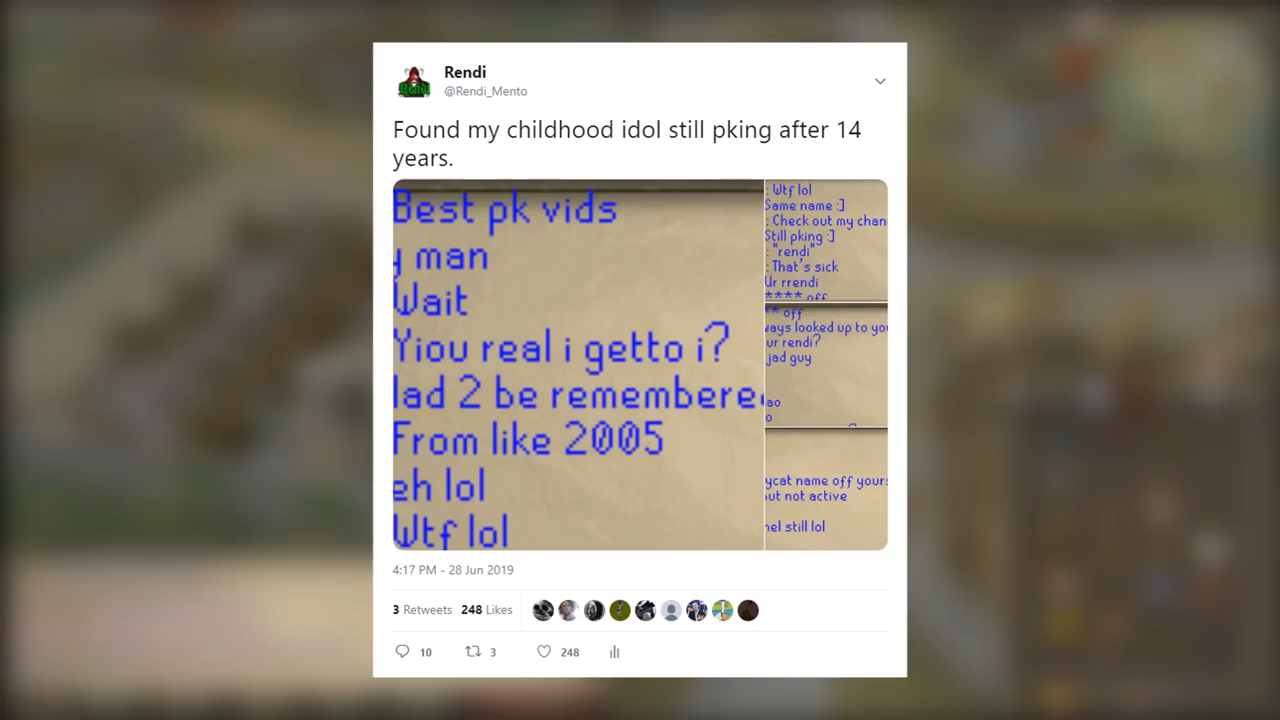 Rendi
@Rendi_Mento
Found my childhood idol still pking after 14
years.
Best pk vids
y man
Wait
Yiou real i getto i?
lad 2 be remembere
From like 2005
eh lol
Wtf lol
: Wtf lol
Same name :]
: Check out my chan
Still pking :]
: "rendi"
: That's sick
Ur rrendi
**** off
** off
ways looked up to you
ur rendi?
jad guy
ao
o
ycat name off yours
out not active
nel still lol
4:17 PM - 28 Jun 2019
3 Retweets 248 Likes
10 3 248